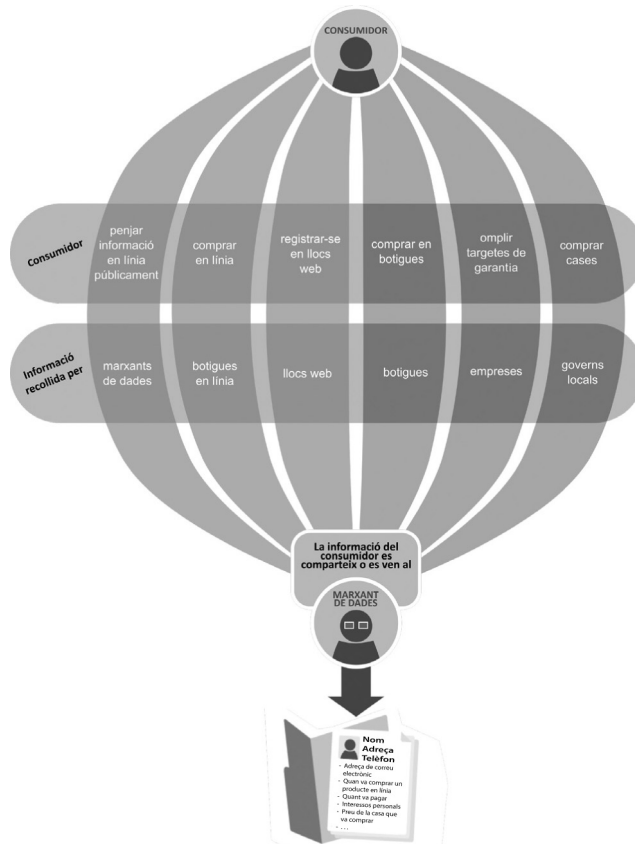 CONSUMIDOR
Consumidor
penjar
informació
en línia
públicament
comprar
en línia
registrar-se
en llocs
web
comprar en
botigues
omplir
targetes de
garantia
comprar
cases
Informació
recollida per
marxants
de dades
botigues
en línia
llocs web
botigues
empreses
governs
locals
La informació del
consumidor es
comparteix o es ven al
MARXANT
DE DADES
Nom
Adreça
Telèfon
- Adreça de correu
electrònic
- Quan va comprar un
producte en línia
- Quant va pagar
- Interessos personals
- Preu de la casa que
va comprar
- ...